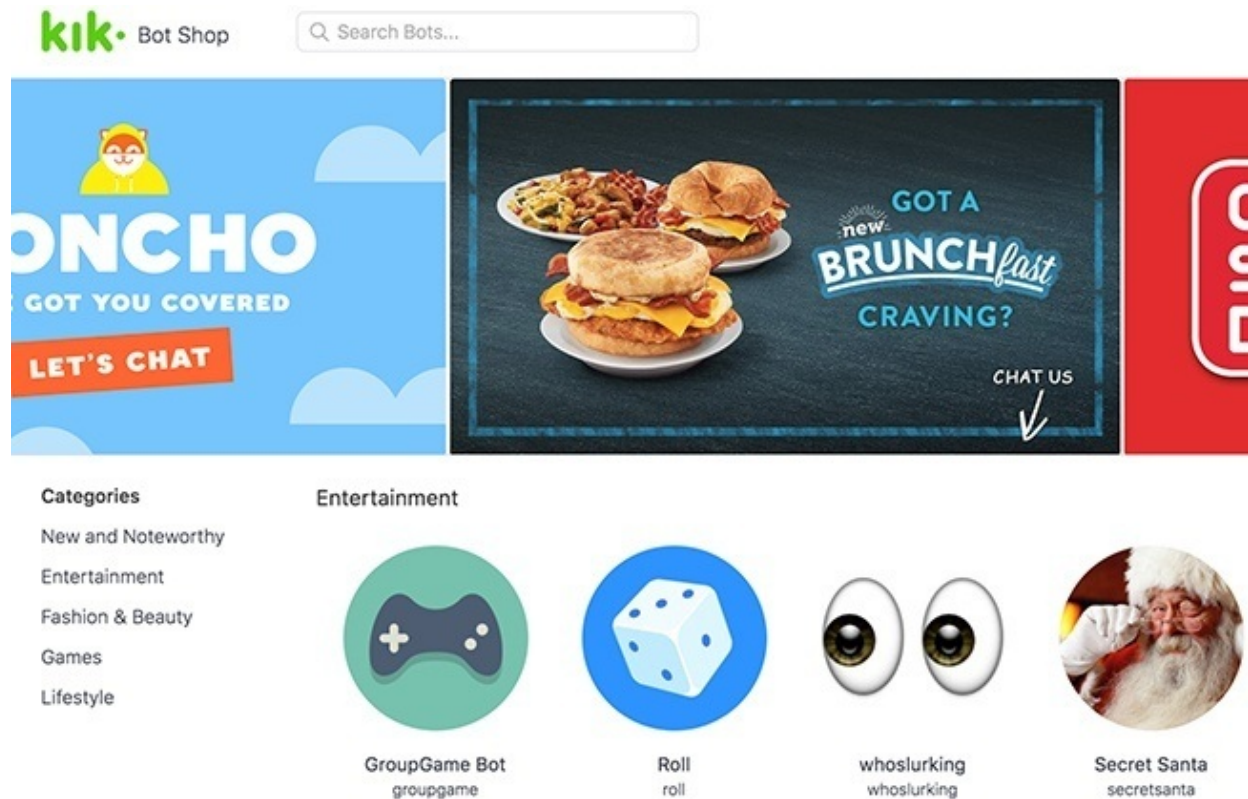 kik· Bot Shop
Search Bots...
ONCHO
GOT YOU COVERED
LET'S CHAT
GOT A
new
BRUNCHfast
CRAVING?
CHAT US
Categories
New and Noteworthy
Entertainment
Fashion & Beauty
Games
Lifestyle
Entertainment
GroupGame Bot
groupgame
Roll
roll
whoslurking
whoslurking
Secret Santa
secretsanta